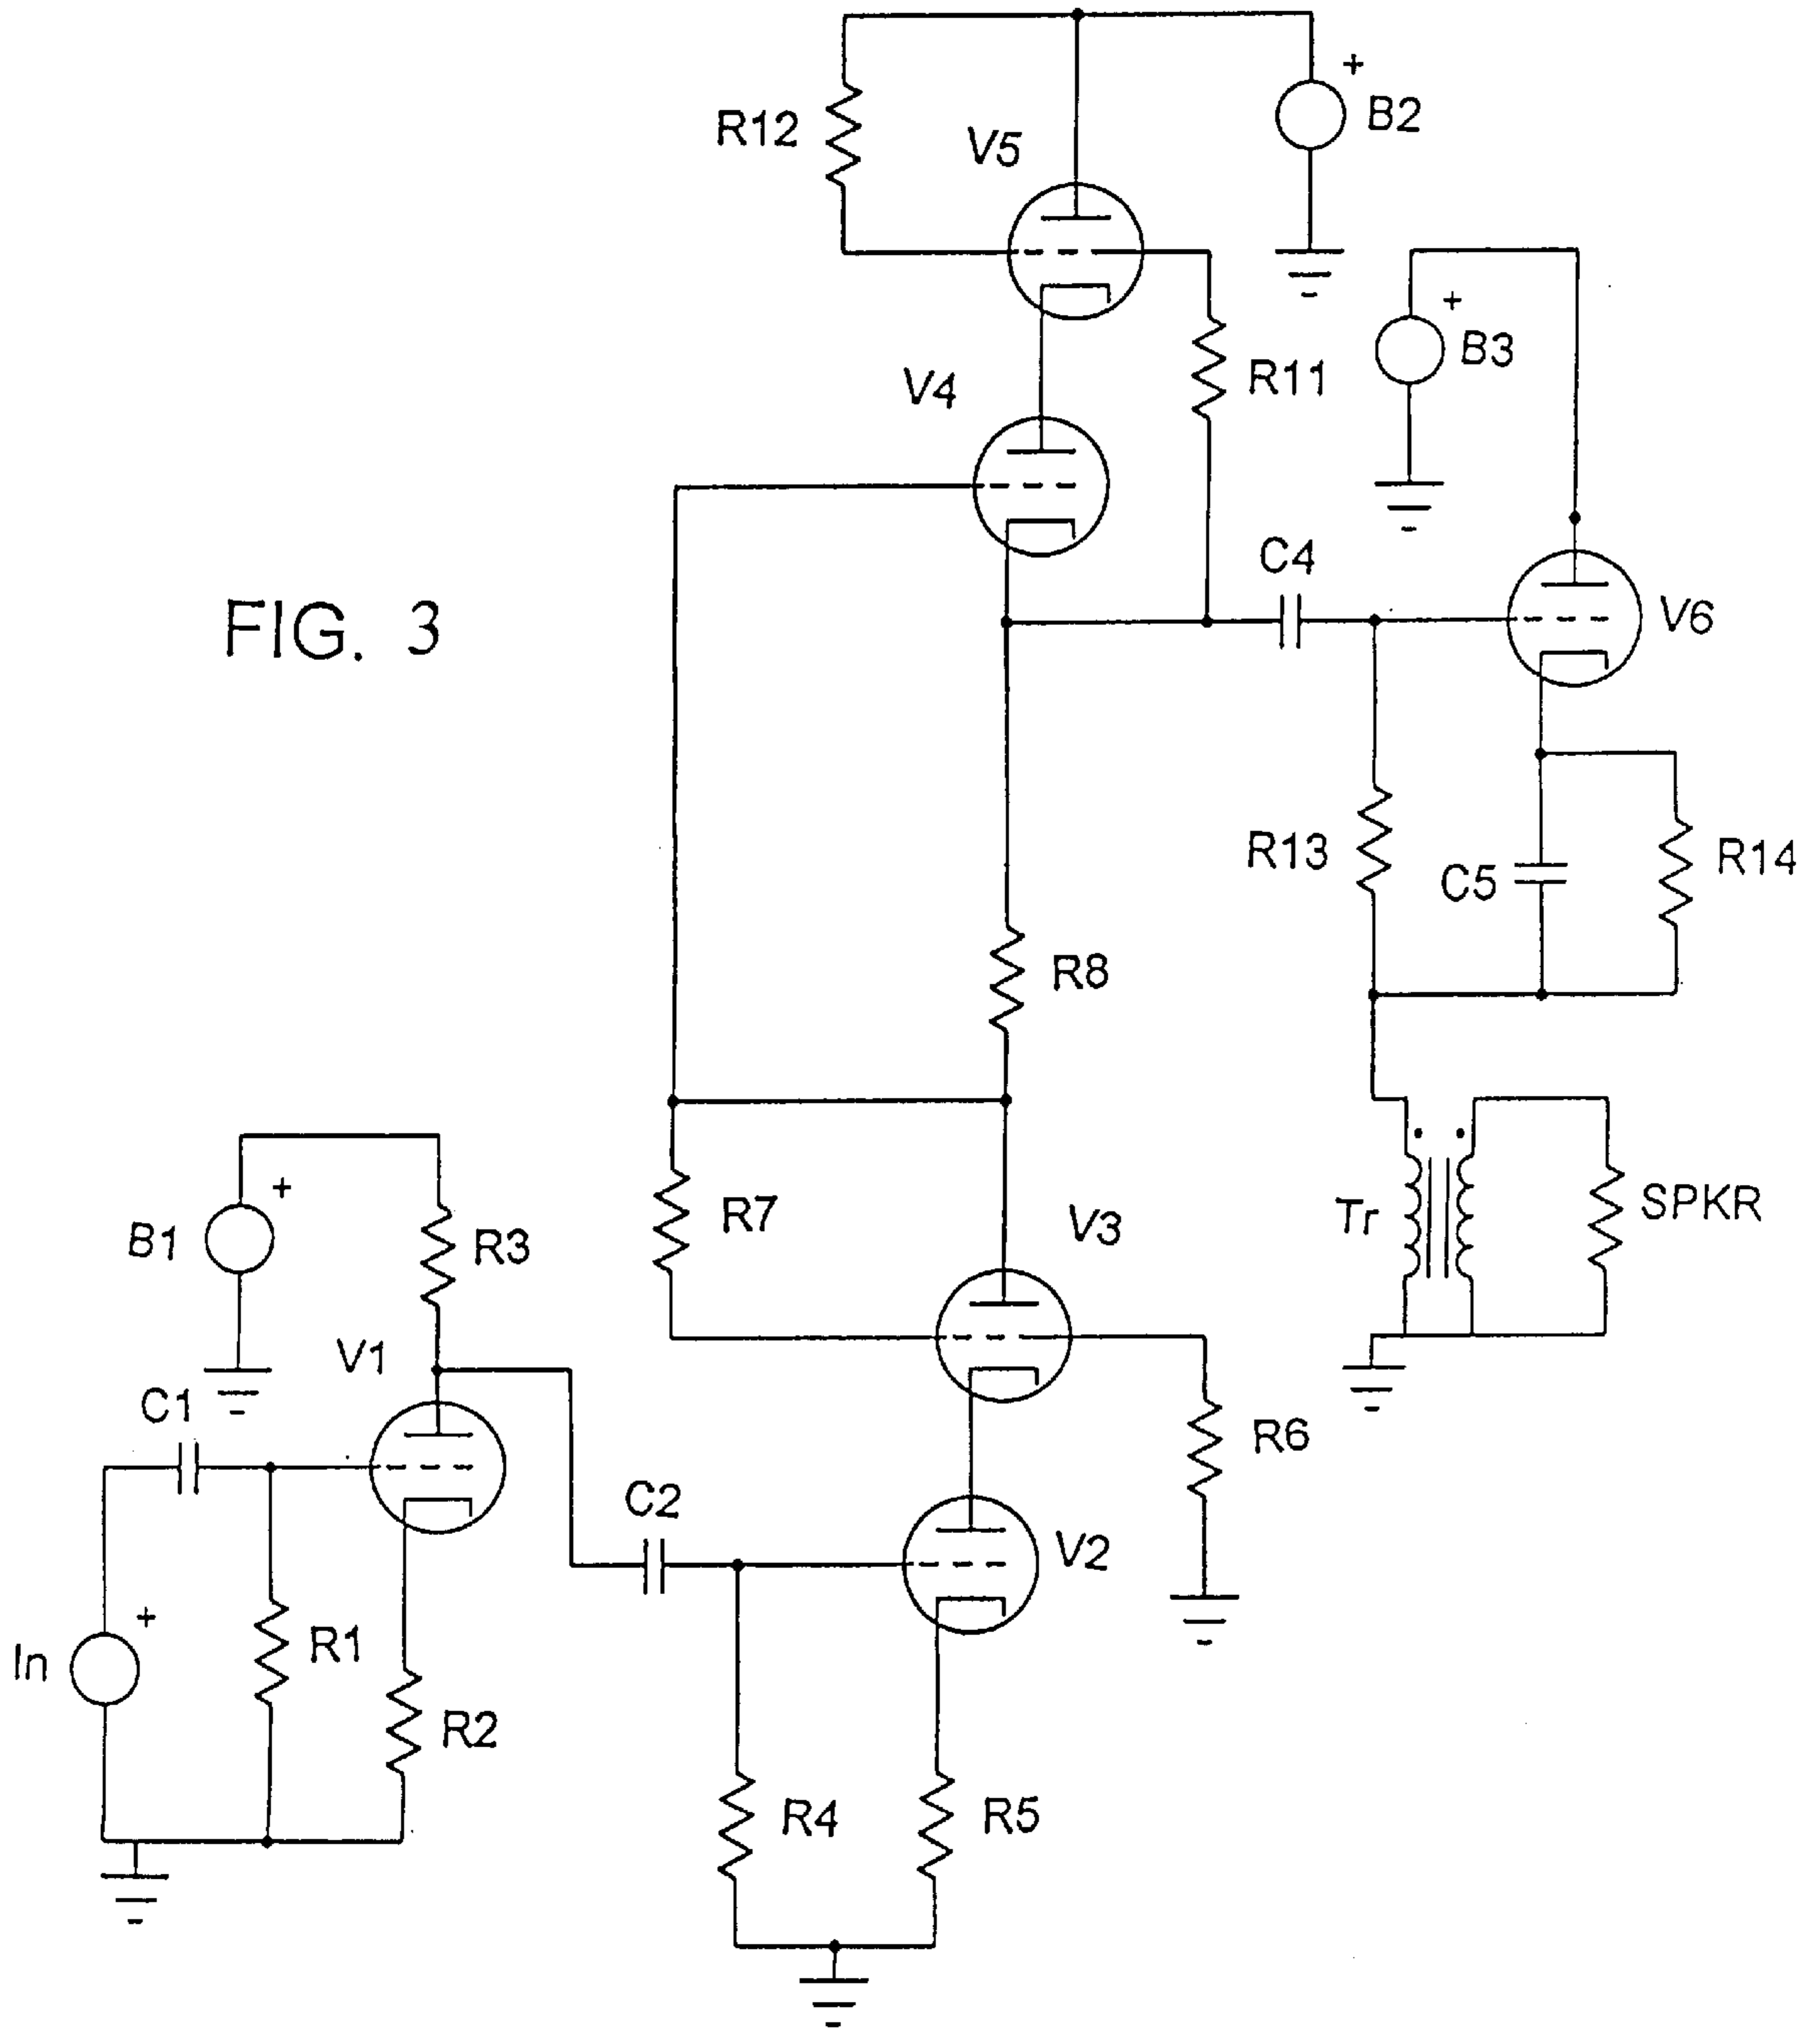 +
B2
R12
V5
+
B3
R11
V4
C4
V6
FIG. 3
R13
C5
R14
R8
+
B1
R3
R7
V3
Tr
SPKR
V1
C1
R6
C2
V2
+
In
R1
R2
R4
R5